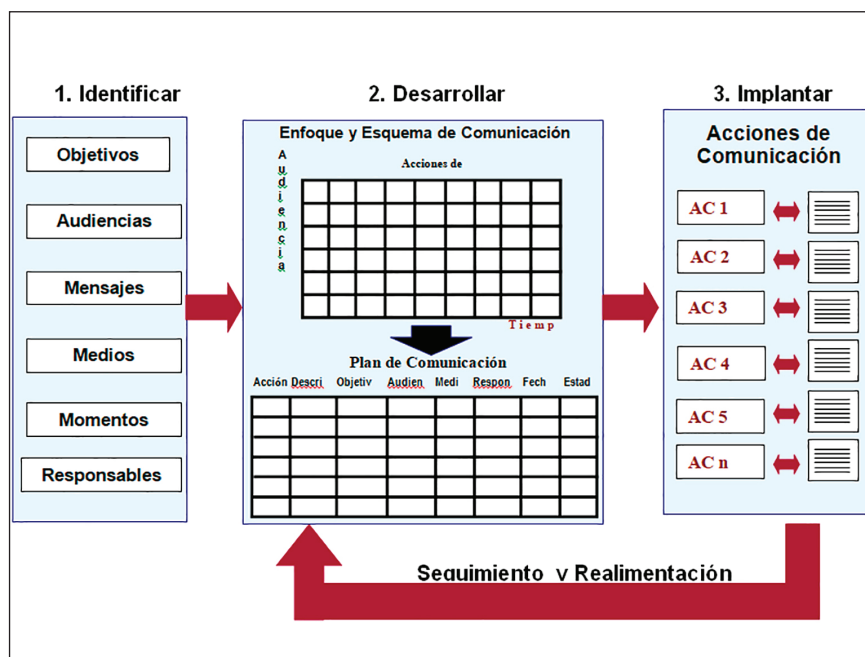 1. Identificar
Objetivos
Audiencias
Mensajes
Medios
Momentos
Responsables
2. Desarrollar
Enfoque y Esquema de Comunicación
Audiencia
Acciones de
Tiemp
Plan de Comunicación
Acción Descri Objetiv Audien Medi Respon Fech Estad
3. Implantar
Acciones de
Comunicación
AC 1
AC 2
AC 3
AC 4
AC 5
AC n
Seguimiento y Realimentación